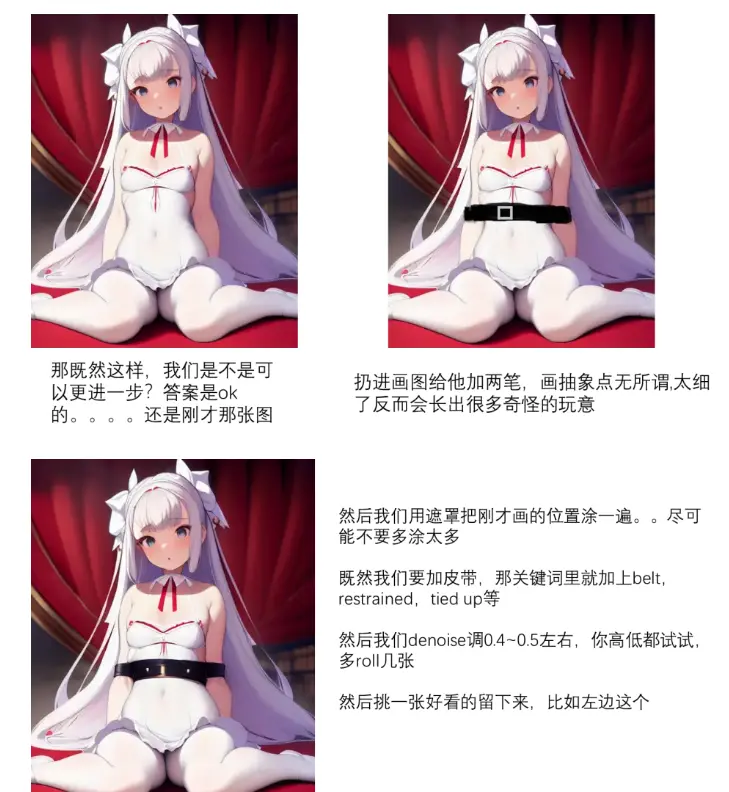 那既然这样，我们是不是可
以更进一步？答案是ok
的。。。。还是刚才那张图
扔进画图给他加两笔，画抽象点无所谓,太细
了反而会长出很多奇怪的玩意
然后我们用遮罩把刚才画的位置涂一遍。。尽可
能不要多涂太多
既然我们要加皮带，那关键词里就加上belt，
restrained，tied up等
然后我们denoise调0.4~0.5左右，你高低都试试，
多roll几张
然后挑一张好看的留下来，比如左边这个